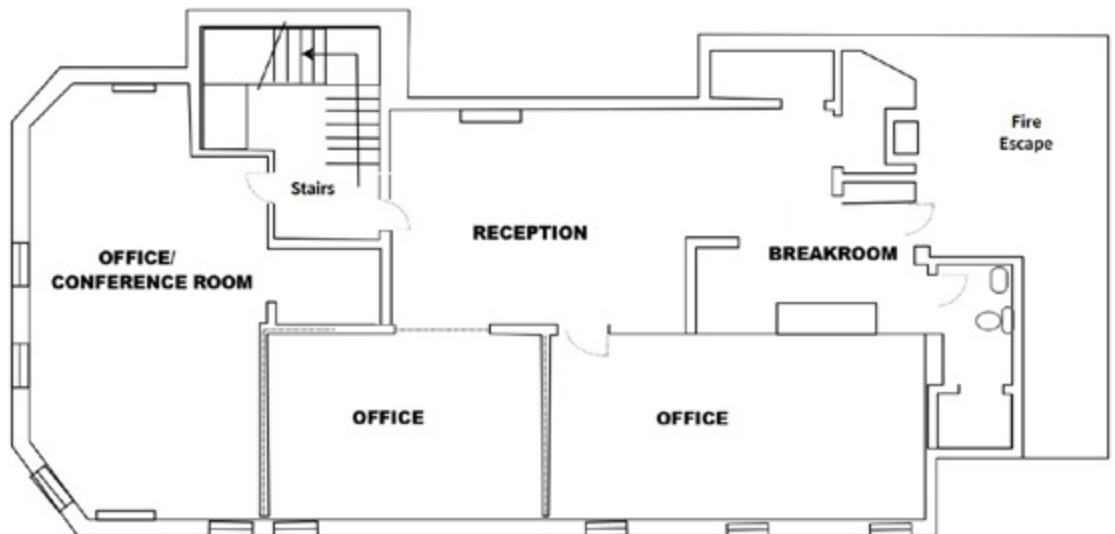 Fire
Escape
Stairs
RECEPTION
OFFICE/
CONFERENCE ROOM
BREAKROOM
OFFICE
OFFICE